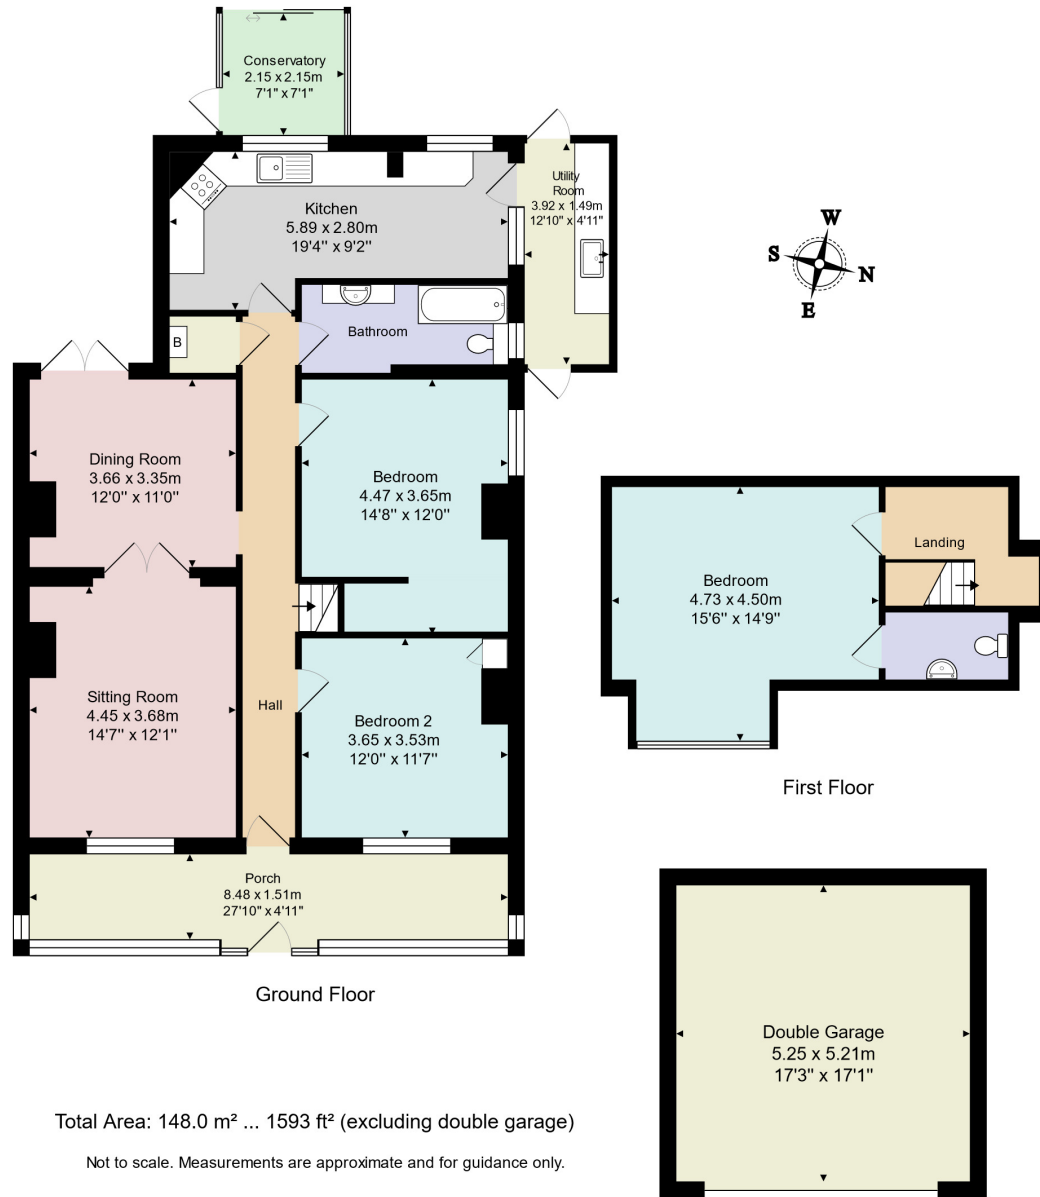 Conservatory
2.15 x 2.15m
7'1" x 7'1"
Kitchen
5.89 x 2.80m
19'4'' x 9'2''
Utility
Room
3.92 x 1.49m
12'10" x 4'11"
W
S
N
E
B
Bathroom
Dining Room
3.66 x 3.35m
12'0'' x 11'0''
Bedroom
4.47 x 3.65m
14'8'' x 12'0''
Sitting Room
4.45 x 3.68m
14'7'' x 12'1''
Hall
Bedroom 2
3.65 x 3.53m
12'0'' x 11'7''
Porch
8.48 x 1.51m
27'10" x 4'11"
Ground Floor
Bedroom
4.73 x 4.50m
15'6'' x 14'9''
Landing
First Floor
Double Garage
5.25 x 5.21m
17'3'' x 17'1''
Total Area: 148.0 m² ... 1593 ft² (excluding double garage)
Not to scale. Measurements are approximate and for guidance only.